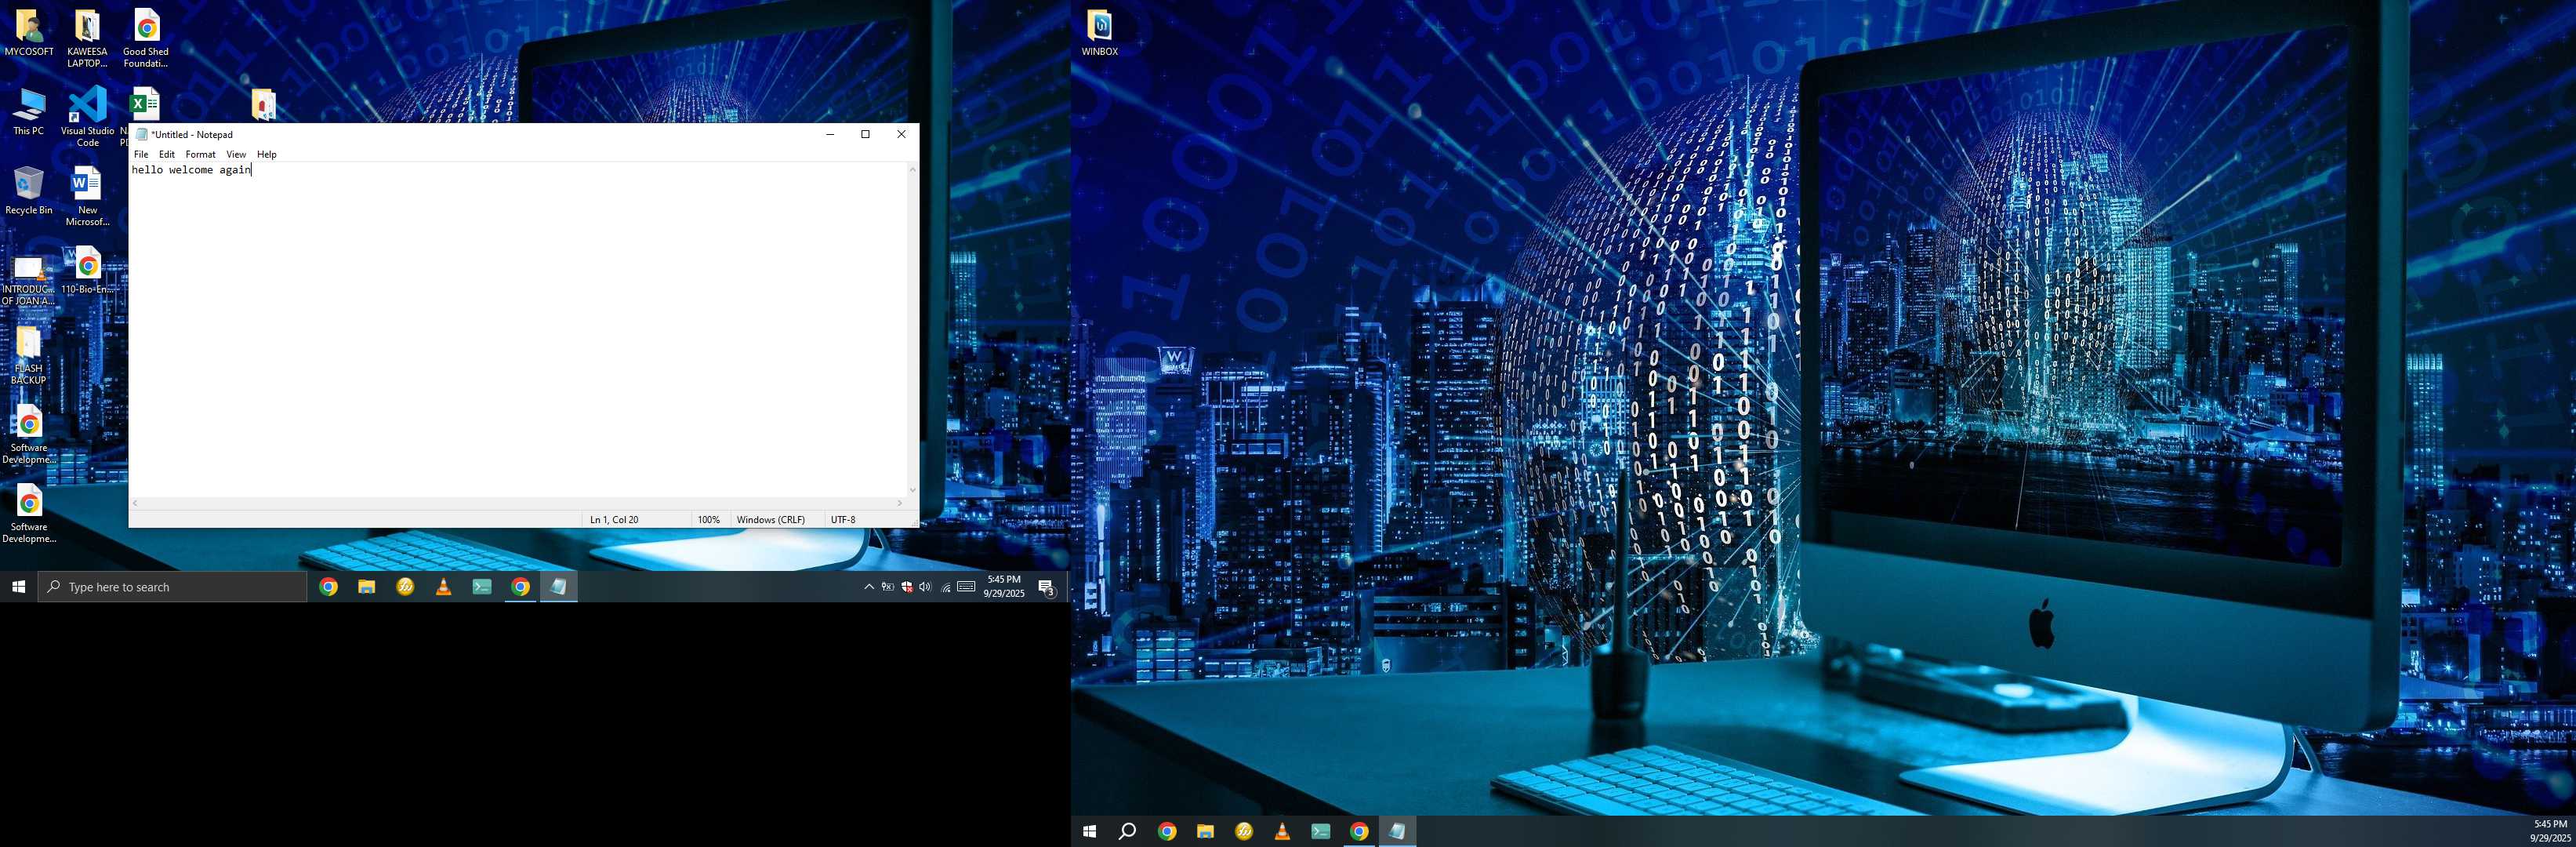 MYCOSOFT
KAWEESA
LAPTOP...
Good Shed
Foundati...
This PC
Visual Studio
Code
Recycle Bin
New
Microsof...
INTRODUC...
OF JOAN A...
110-Bio-En...
FLASH
BACKUP
Software
Developme...
Software
Developme...
*Untitled - Notepad
File Edit Format View Help
hello welcome again
Ln 1, Col 20 100% Windows (CRLF) UTF-8
Type here to search
5:45 PM
9/29/2025
3
WINBOX
5:45 PM
9/29/2025